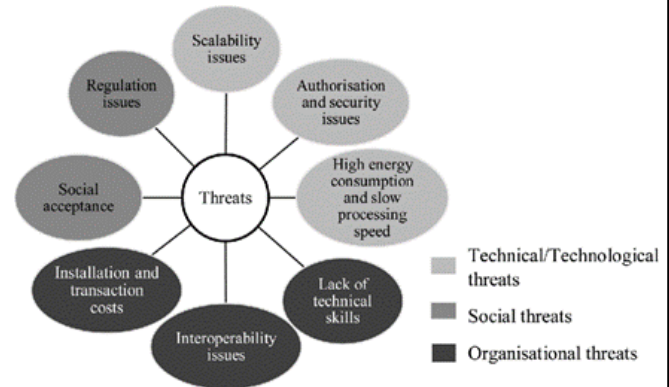 Scalability
issues
Regulation
issues
Authorisation
and security
issues
High energy
consumption
and slow
processing
speed
Social
acceptance
Threats
Installation and
transaction
costs
Lack of
technical
skills
Interoperability
issues
Technical/Technological
threats
Social threats
Organisational threats